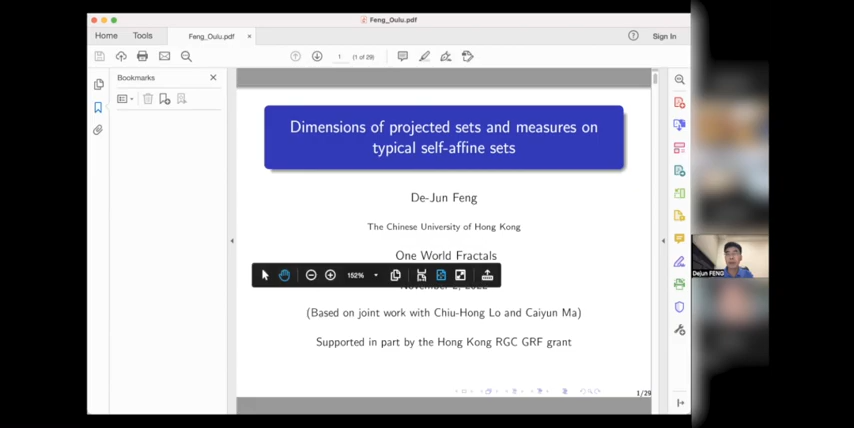 Feng_Oulu.pdf
Home
Tools
Feng_Oulu.pdf ×
Sign In
1 (1 of 29)
Bookmarks
Dimensions of projected sets and measures on
typical self-affine sets
De-Jun Feng
The Chinese University of Hong Kong
One World Fractals
152%
(Based on joint work with Chiu-Hong Lo and Caiyun Ma)
Supported in part by the Hong Kong RGC GRF grant
1/29
Dejun FENG